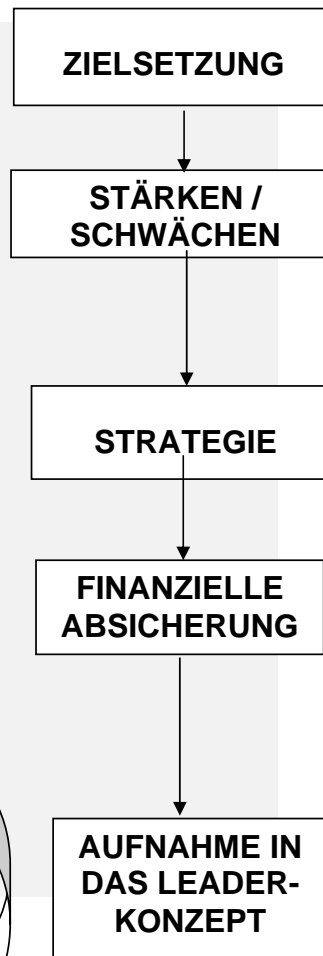 ZIELSETZUNG
STÄRKEN /
SCHWÄCHEN
STRATEGIE
FINANZIELLE
ABSICHERUNG
AUFNAHME IN
DAS LEADER-
KONZEPT